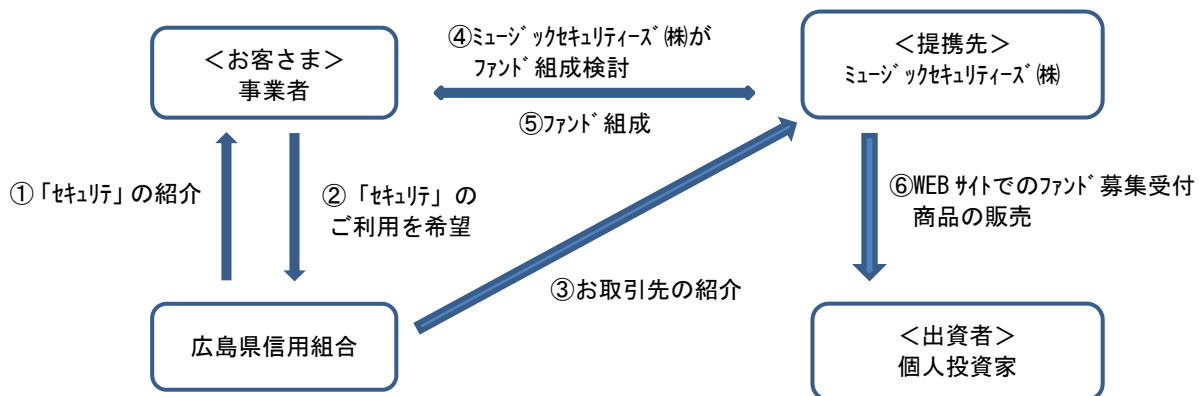 <お客さま>
事業者
④ﾐｭｰｼﾞｯｸｾｷｭﾘﾃｨｰｽﾞ㈱が
ﾌｧﾝﾄﾞ組成検討
⑤ﾌｧﾝﾄﾞ組成
<提携先>
ﾐｭｰｼﾞｯｸｾｷｭﾘﾃｨｰｽﾞ㈱
①「ｾｷｭﾘﾃ」の紹介
②「ｾｷｭﾘﾃ」の
ご利用を希望
③お取引先の紹介
⑥WEBｻｲﾄでのﾌｧﾝﾄﾞ募集受付
商品の販売
広島県信用組合
<出資者>
個人投資家